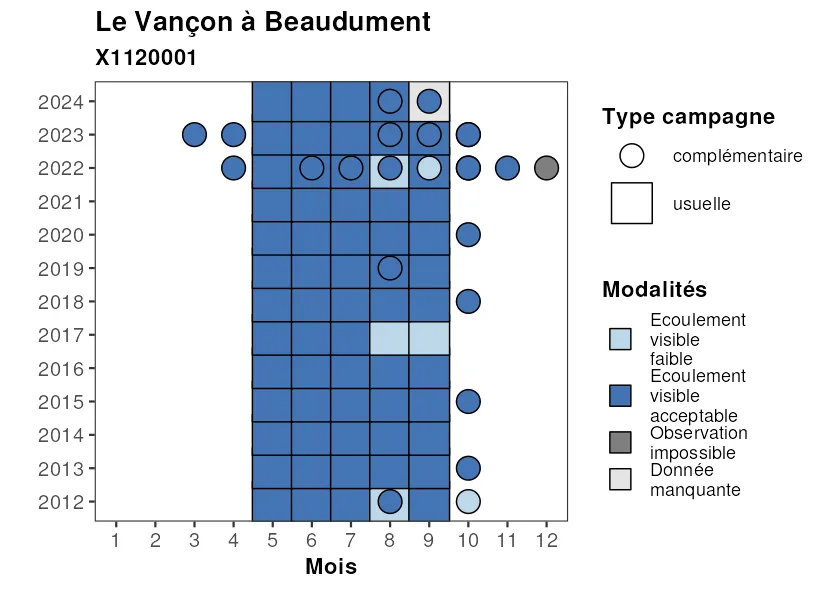 Le Vançon à Beaudument
X1120001
2024
2023
2022
2021
2020
2019
2018
2017
2016
2015
2014
2013
2012
1 2 3 4 5 6 7 8 9 10 11 12
Mois
Type campagne
complémentaire
usuelle
Modalités
Ecoulement
visible
faible
Ecoulement
visible
acceptable
Observation
impossible
Donnée
manquante